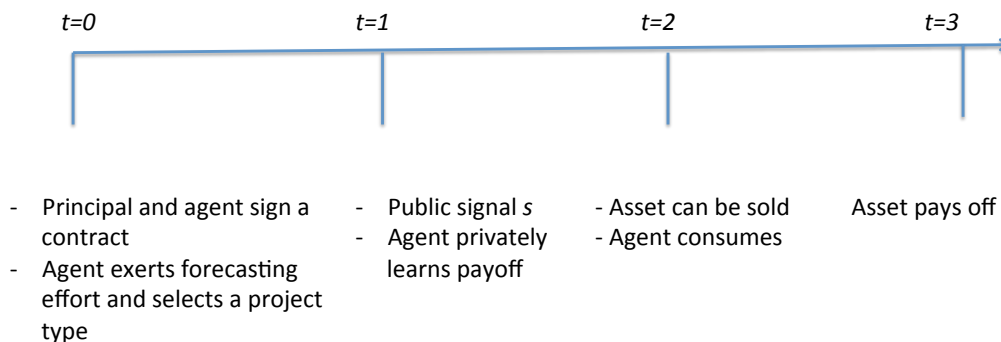 t=0 t=1 t=2 t=3
- Principal and agent sign a
contract
- Agent exerts forecasting
effort and selects a project
type
- Public signal s
- Agent privately
learns payoff
- Asset can be sold
- Agent consumes
Asset pays off